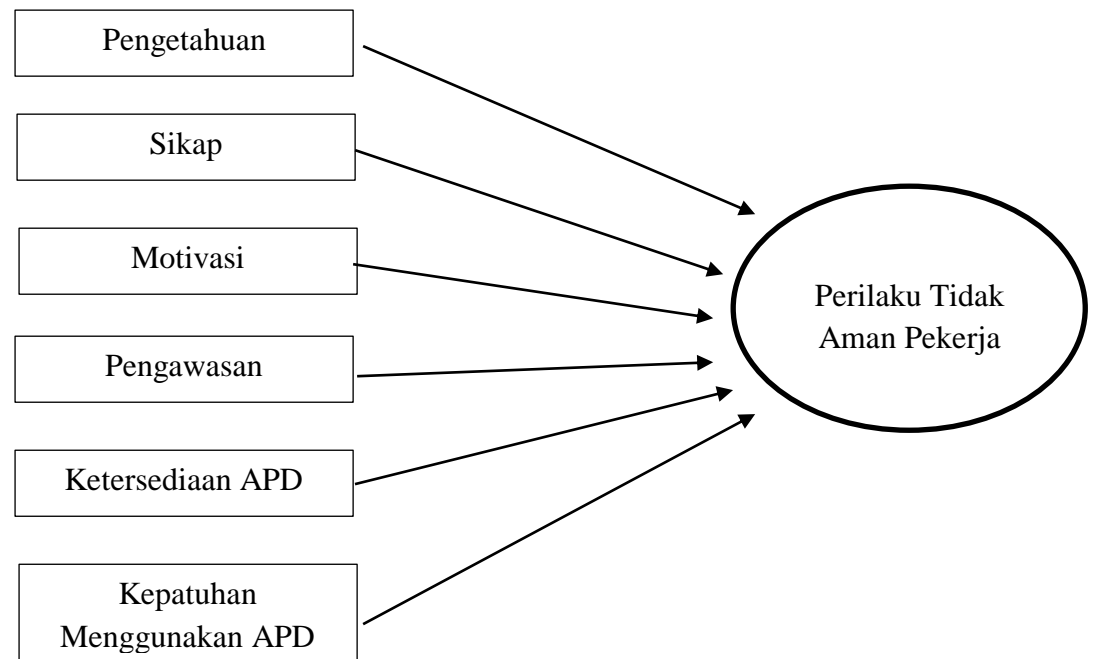 Pengetahuan
Sikap
Motivasi
Pengawasan
Ketersediaan APD
Kepatuhan
Menggunakan APD
Perilaku Tidak
Aman Pekerja